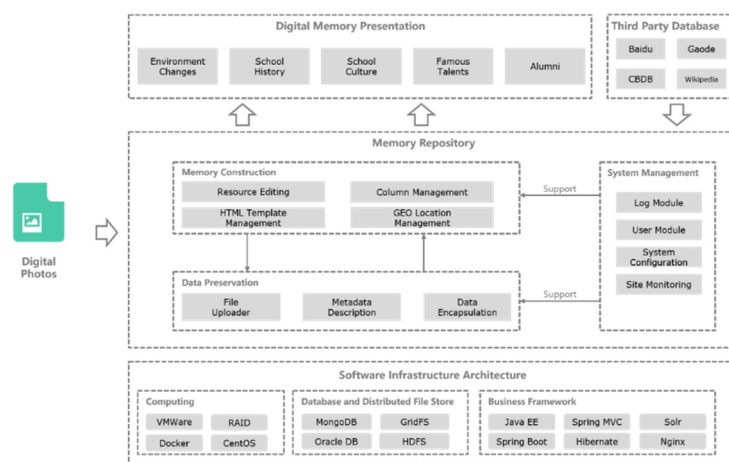 Digital Memory Presentation
Environment
Changes
School
History
School
Culture
Famous
Talents
Alumni
Third Party Database
Baidu
Gaode
CBDB
Wikipedia
Memory Repository
Memory Construction
Resource Editing
Column Management
HTML Template
Management
GEO Location
Management
Support
System Management
Log Module
User Module
System
Configuration
Site Monitoring
Digital
Photos
Data Preservation
File
Uploader
Metadata
Description
Data
Encapsulation
Support
Software Infrastructure Architecture
Computing
VMWare
RAID
Docker
CentOS
Database and Distributed File Store
MongoDB
GridFS
Oracle DB
HDFS
Business Framework
Java EE
Spring MVC
Solr
Spring Boot
Hibernate
Nginx